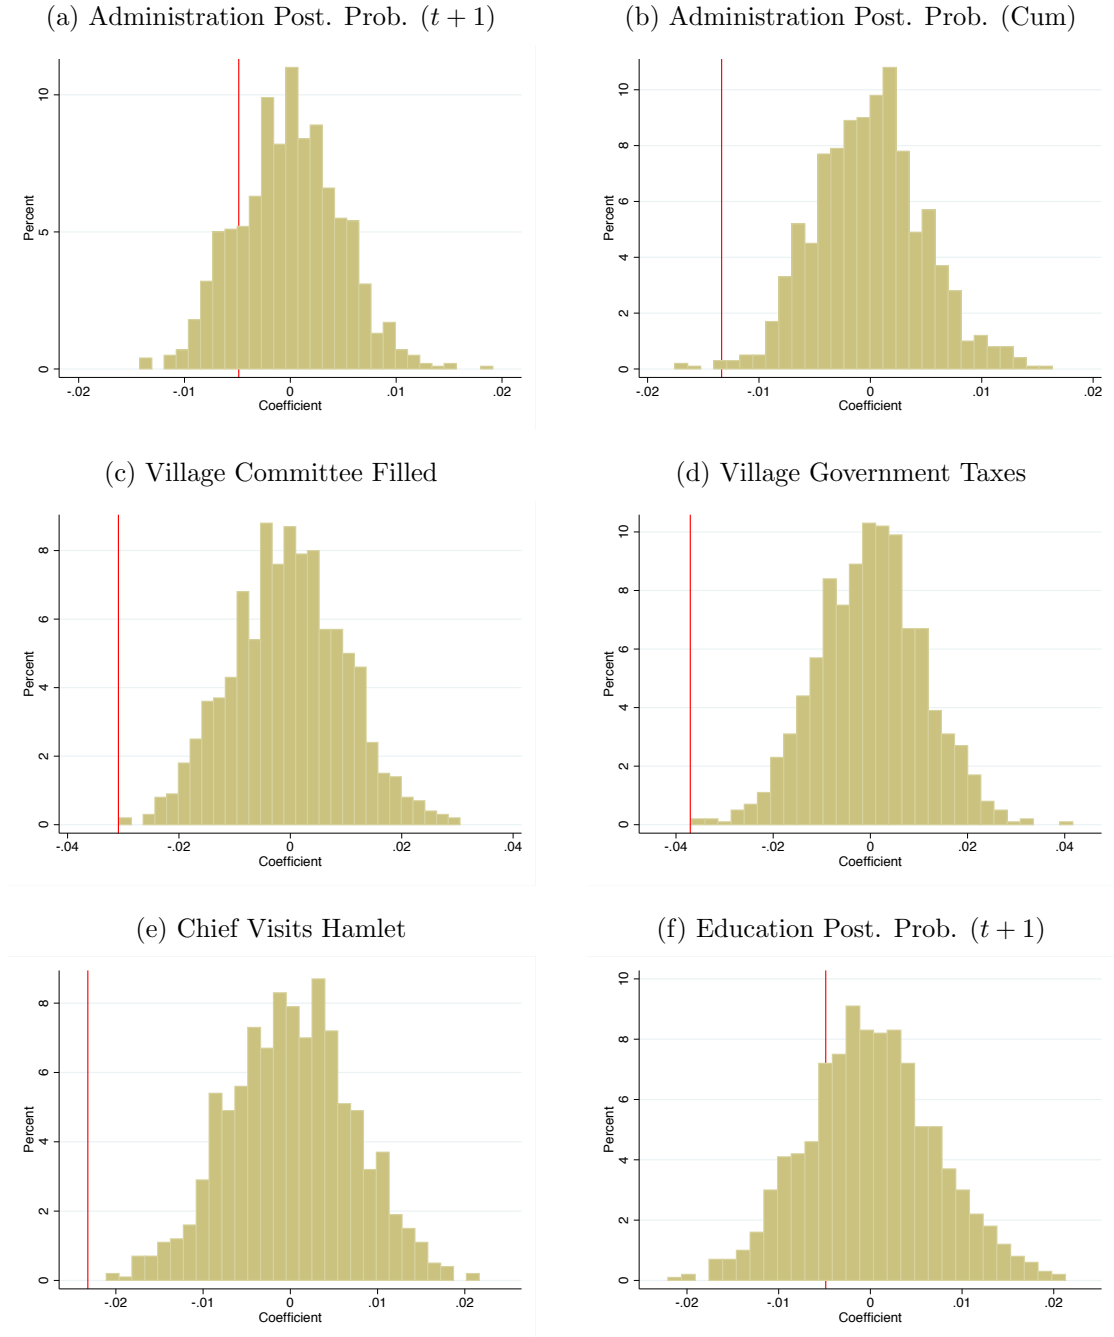 (a) Administration Post. Prob. (t + 1)
10
5
0
Percent
-.02 -.01 0 .01 .02
Coefficient
(b) Administration Post. Prob. (Cum)
10
8
6
4
2
0
Percent
-.02 -.01 0 .01 .02
Coefficient
(c) Village Committee Filled
8
6
4
2
0
Percent
-.04 -.02 0 .02 .04
Coefficient
(d) Village Government Taxes
10
8
6
4
2
0
Percent
-.04 -.02 0 .02 .04
Coefficient
(e) Chief Visits Hamlet
8
6
4
2
0
Percent
-.02 -.01 0 .01 .02
Coefficient
(f) Education Post. Prob. (t + 1)
10
8
6
4
2
0
Percent
-.02 -.01 0 .01 .02
Coefficient